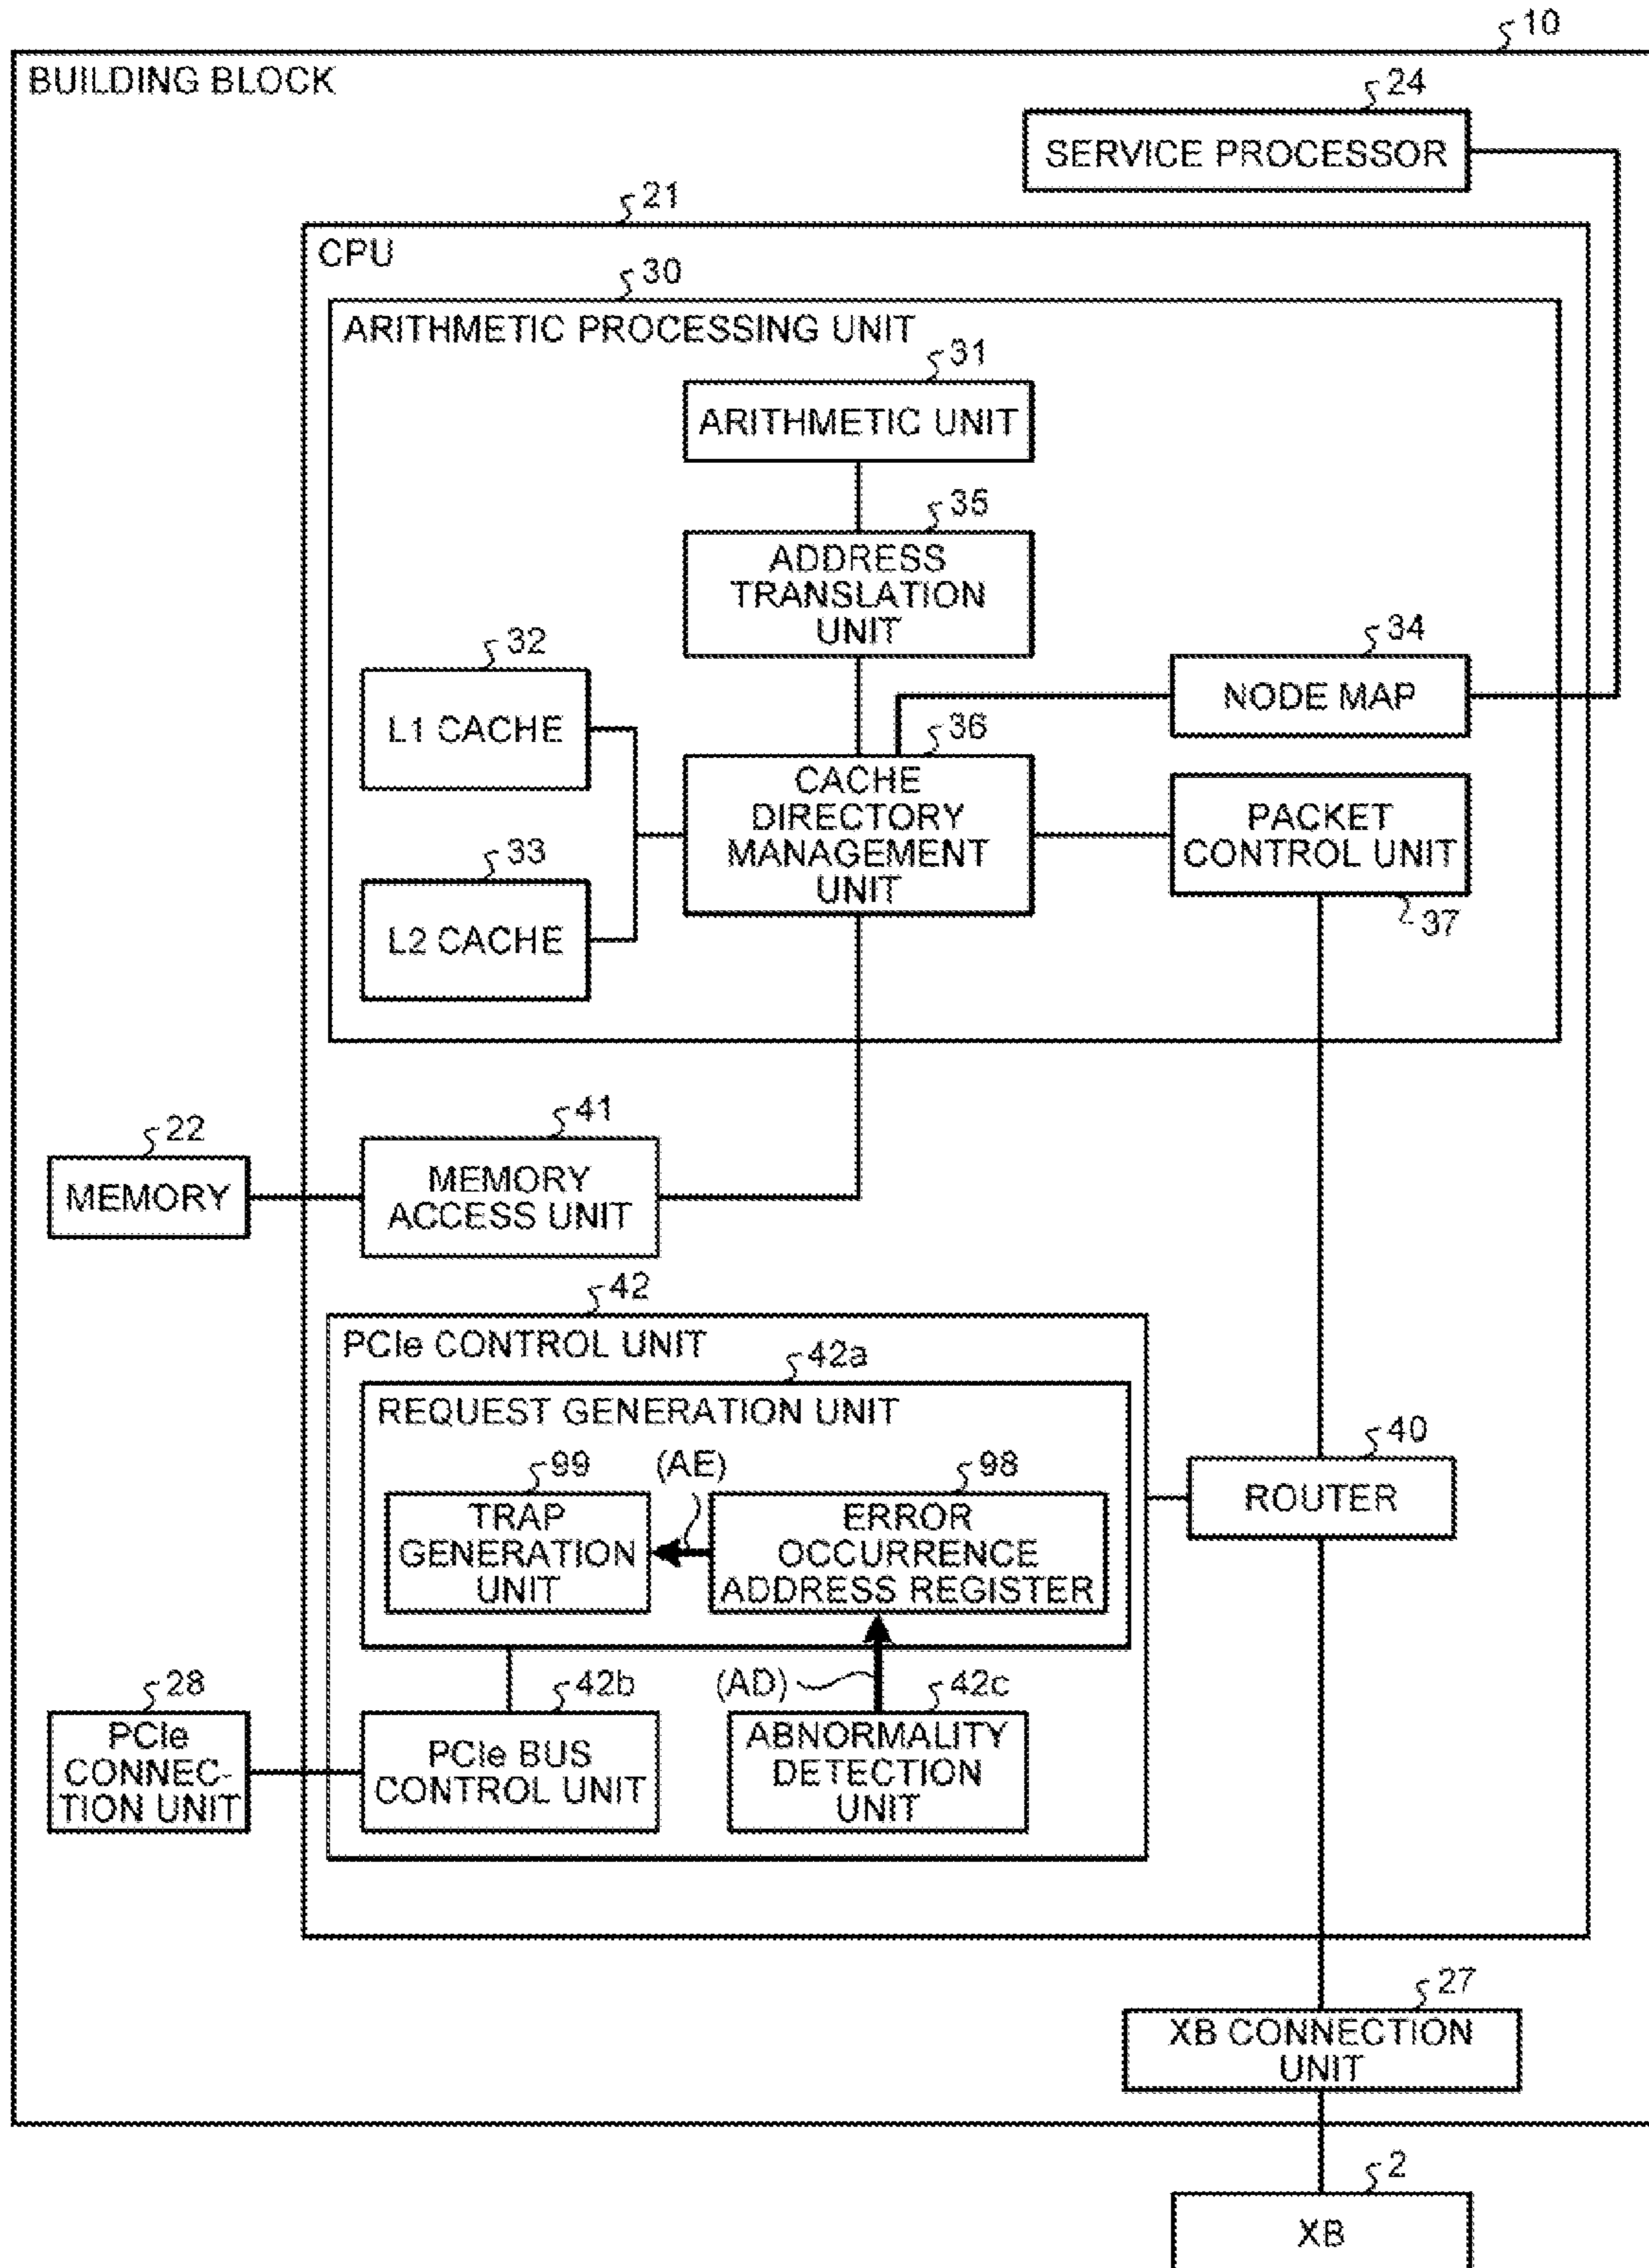 10
BUILDING BLOCK
24
SERVICE PROCESSOR
21
CPU
30
ARITHMETIC PROCESSING UNIT
31
ARITHMETIC UNIT
35
ADDRESS
TRANSLATION
UNIT
32
L1 CACHE
34
NODE MAP
36
CACHE
DIRECTORY
MANAGEMENT
UNIT
PACKET
CONTROL UNIT
37
33
L2 CACHE
22
MEMORY
41
MEMORY
ACCESS UNIT
42
PCIe CONTROL UNIT
42a
REQUEST GENERATION UNIT
99
TRAP
GENERATION
UNIT
(AE)
98
ERROR
OCCURRENCE
ADDRESS REGISTER
40
ROUTER
28
PCIe
CONNEC-
TION UNIT
42b
PCIe BUS
CONTROL UNIT
(AD)
42c
ABNORMALITY
DETECTION
UNIT
27
XB CONNECTION
UNIT
2
XB